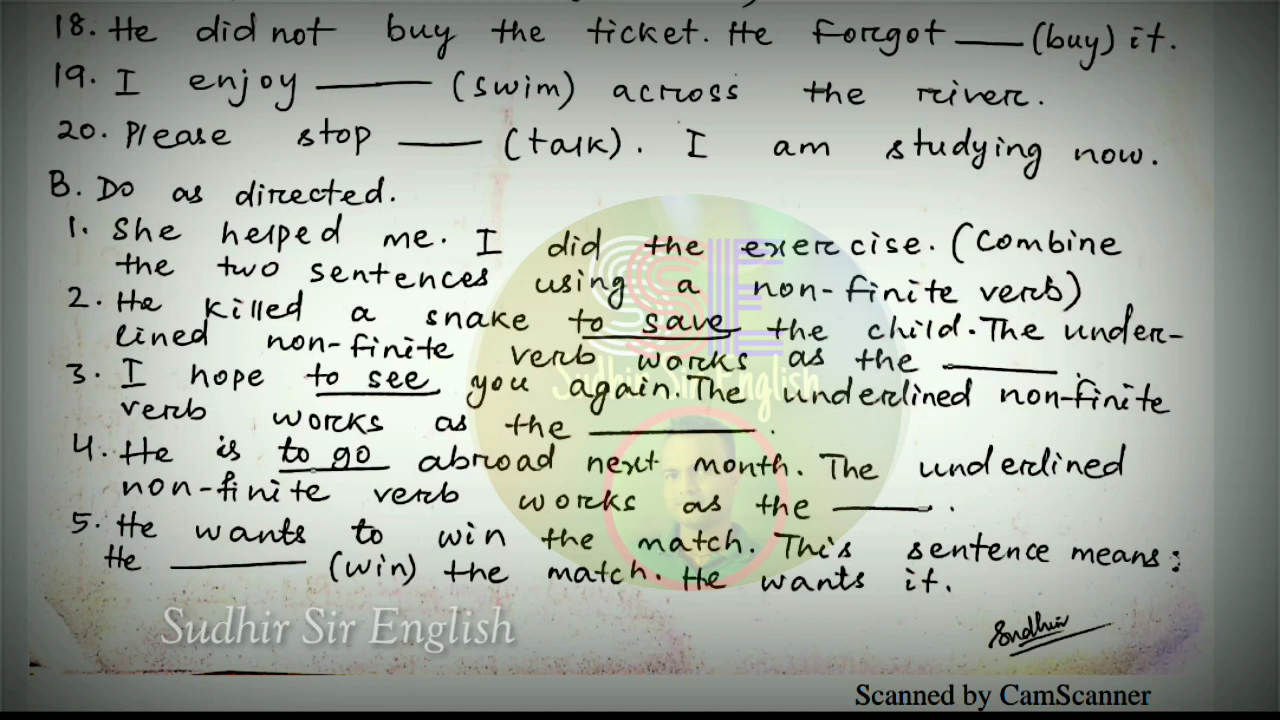 18. He did not buy the ticket. He forgot ___ (buy) it.
19. I enjoy ___ (swim) across the river.
20. Please stop ___ (talk). I am studying now.
B. Do as directed.
1. She helped me. I did the exercise. (Combine
the two sentences using a non-finite verb)
2. He killed a snake to save the child. The under-
lined non-finite verb works as the ___.
3. I hope to see you again. The underlined non-finite
verb works as the ___.
4. He is to go abroad next month. The underlined
non-finite verb works as the ___.
5. He wants to win the match. This sentence means:
He ___ (win) the match. He wants it.
SE
Sudhir Sir English
Sudhir Sir English
Sudhir
Scanned by CamScanner